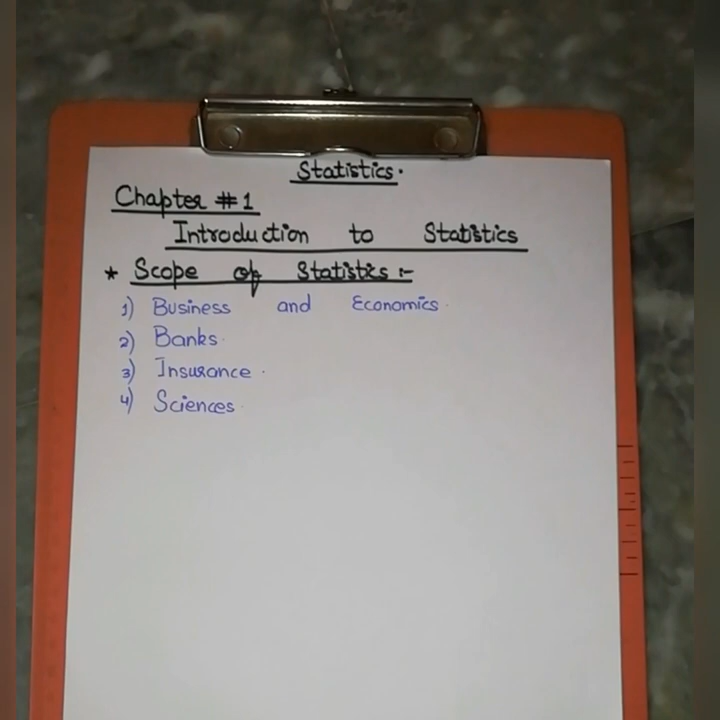 Statistics.
Chapter # 1
Introduction to Statistics
* Scope of Statistics :-
1) Business and Economics.
2) Banks.
3) Insurance.
4) Sciences.